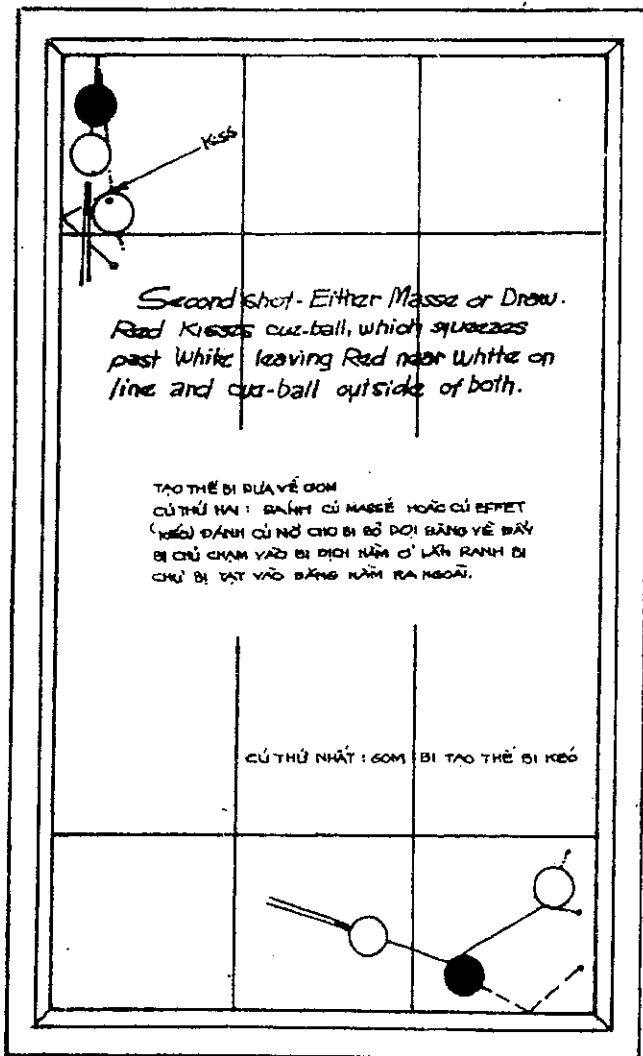 Kiss
Second shot - Either Masse or Draw.
Red Kisses cue-ball, which squeezes
past White leaving Red near White on
line and cue-ball outside of both.
TẠO THẾ BI ĐƯA VỀ GOM
CÚ THỨ HAI : ĐÁNH CÚ MASSÉ HOẶC CÚ EFFET
(KÉO) ĐÁNH CÚ NỞ CHO BI ĐỎ DỘI BĂNG VỀ ĐẨY
BI CHỦ CHẠM VÀO BI ĐỊCH NẰM Ở LẰN RANH BI
CHỦ BỊ TẠT VÀO BĂNG NẰM RA NGOÀI.
CÚ THỨ NHẤT : GOM BI TẠO THẾ BI KÉO